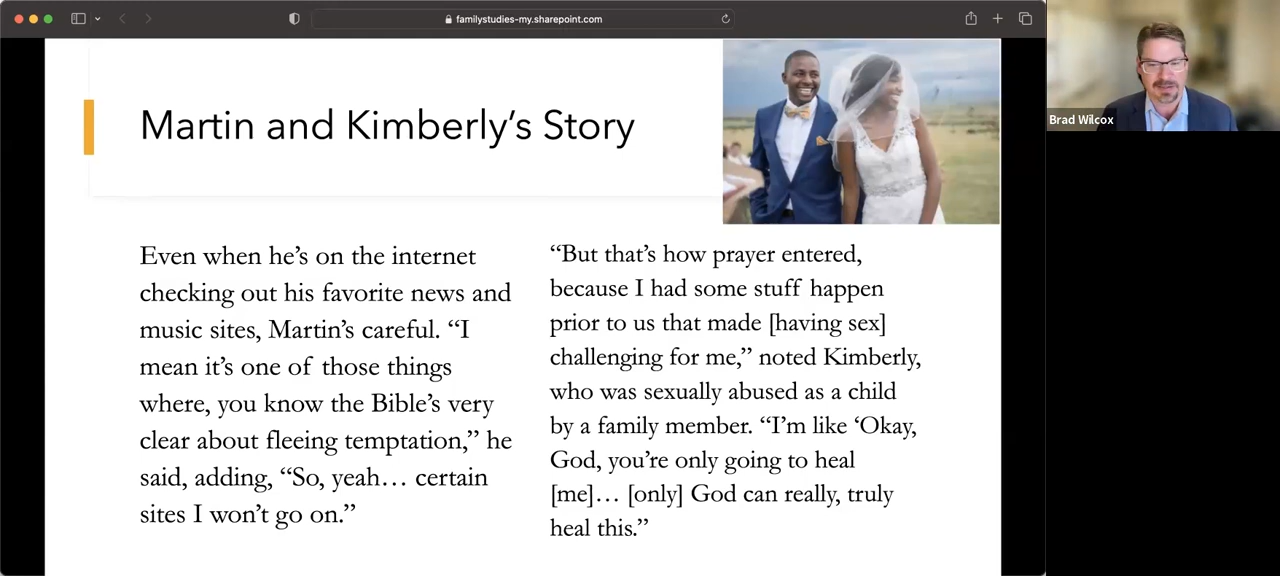 familystudies-my.sharepoint.com
Brad Wilcox
Martin and Kimberly’s Story
Even when he’s on the internet
checking out his favorite news and
music sites, Martin’s careful. “I
mean it’s one of those things
where, you know the Bible’s very
clear about fleeing temptation,” he
said, adding, “So, yeah… certain
sites I won’t go on.”
“But that’s how prayer entered,
because I had some stuff happen
prior to us that made [having sex]
challenging for me,” noted Kimberly,
who was sexually abused as a child
by a family member. “I’m like ‘Okay,
God, you’re only going to heal
[me]… [only] God can really, truly
heal this.”